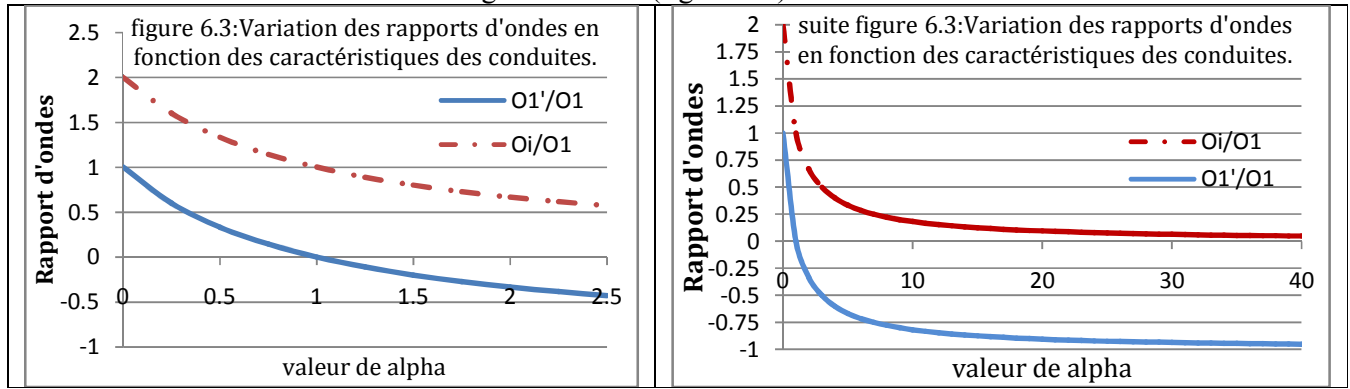 figure 6.3:Variation des rapports d'ondes en
fonction des caractéristiques des conduites.
Rapport d'ondes
2.5
2
1.5
1
0.5
0
-0.5
-1
O1'/O1
Oi/O1
0 0.5 1 1.5 2 2.5
valeur de alpha
suite figure 6.3:Variation des rapports d'ondes
en fonction des caractéristiques des conduites.
Rapport d'ondes
2
1.75
1.5
1.25
1
0.75
0.5
0.25
0
-0.25
-0.5
-0.75
-1
Oi/O1
O1'/O1
0 10 20 30 40
valeur de alpha